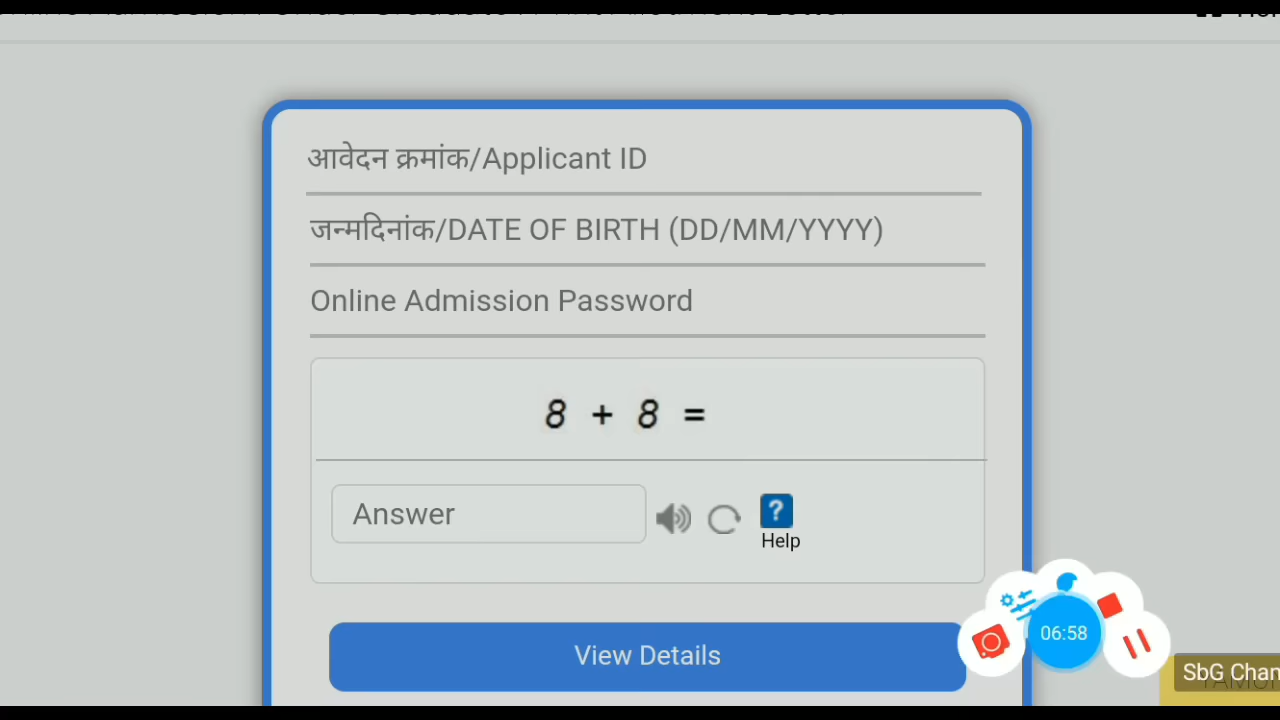 आवेदन क्रमांक/Applicant ID
जन्मदिनांक/DATE OF BIRTH (DD/MM/YYYY)
Online Admission Password
8 + 8 =
Answer
?
Help
View Details
06:58
SbG Chan